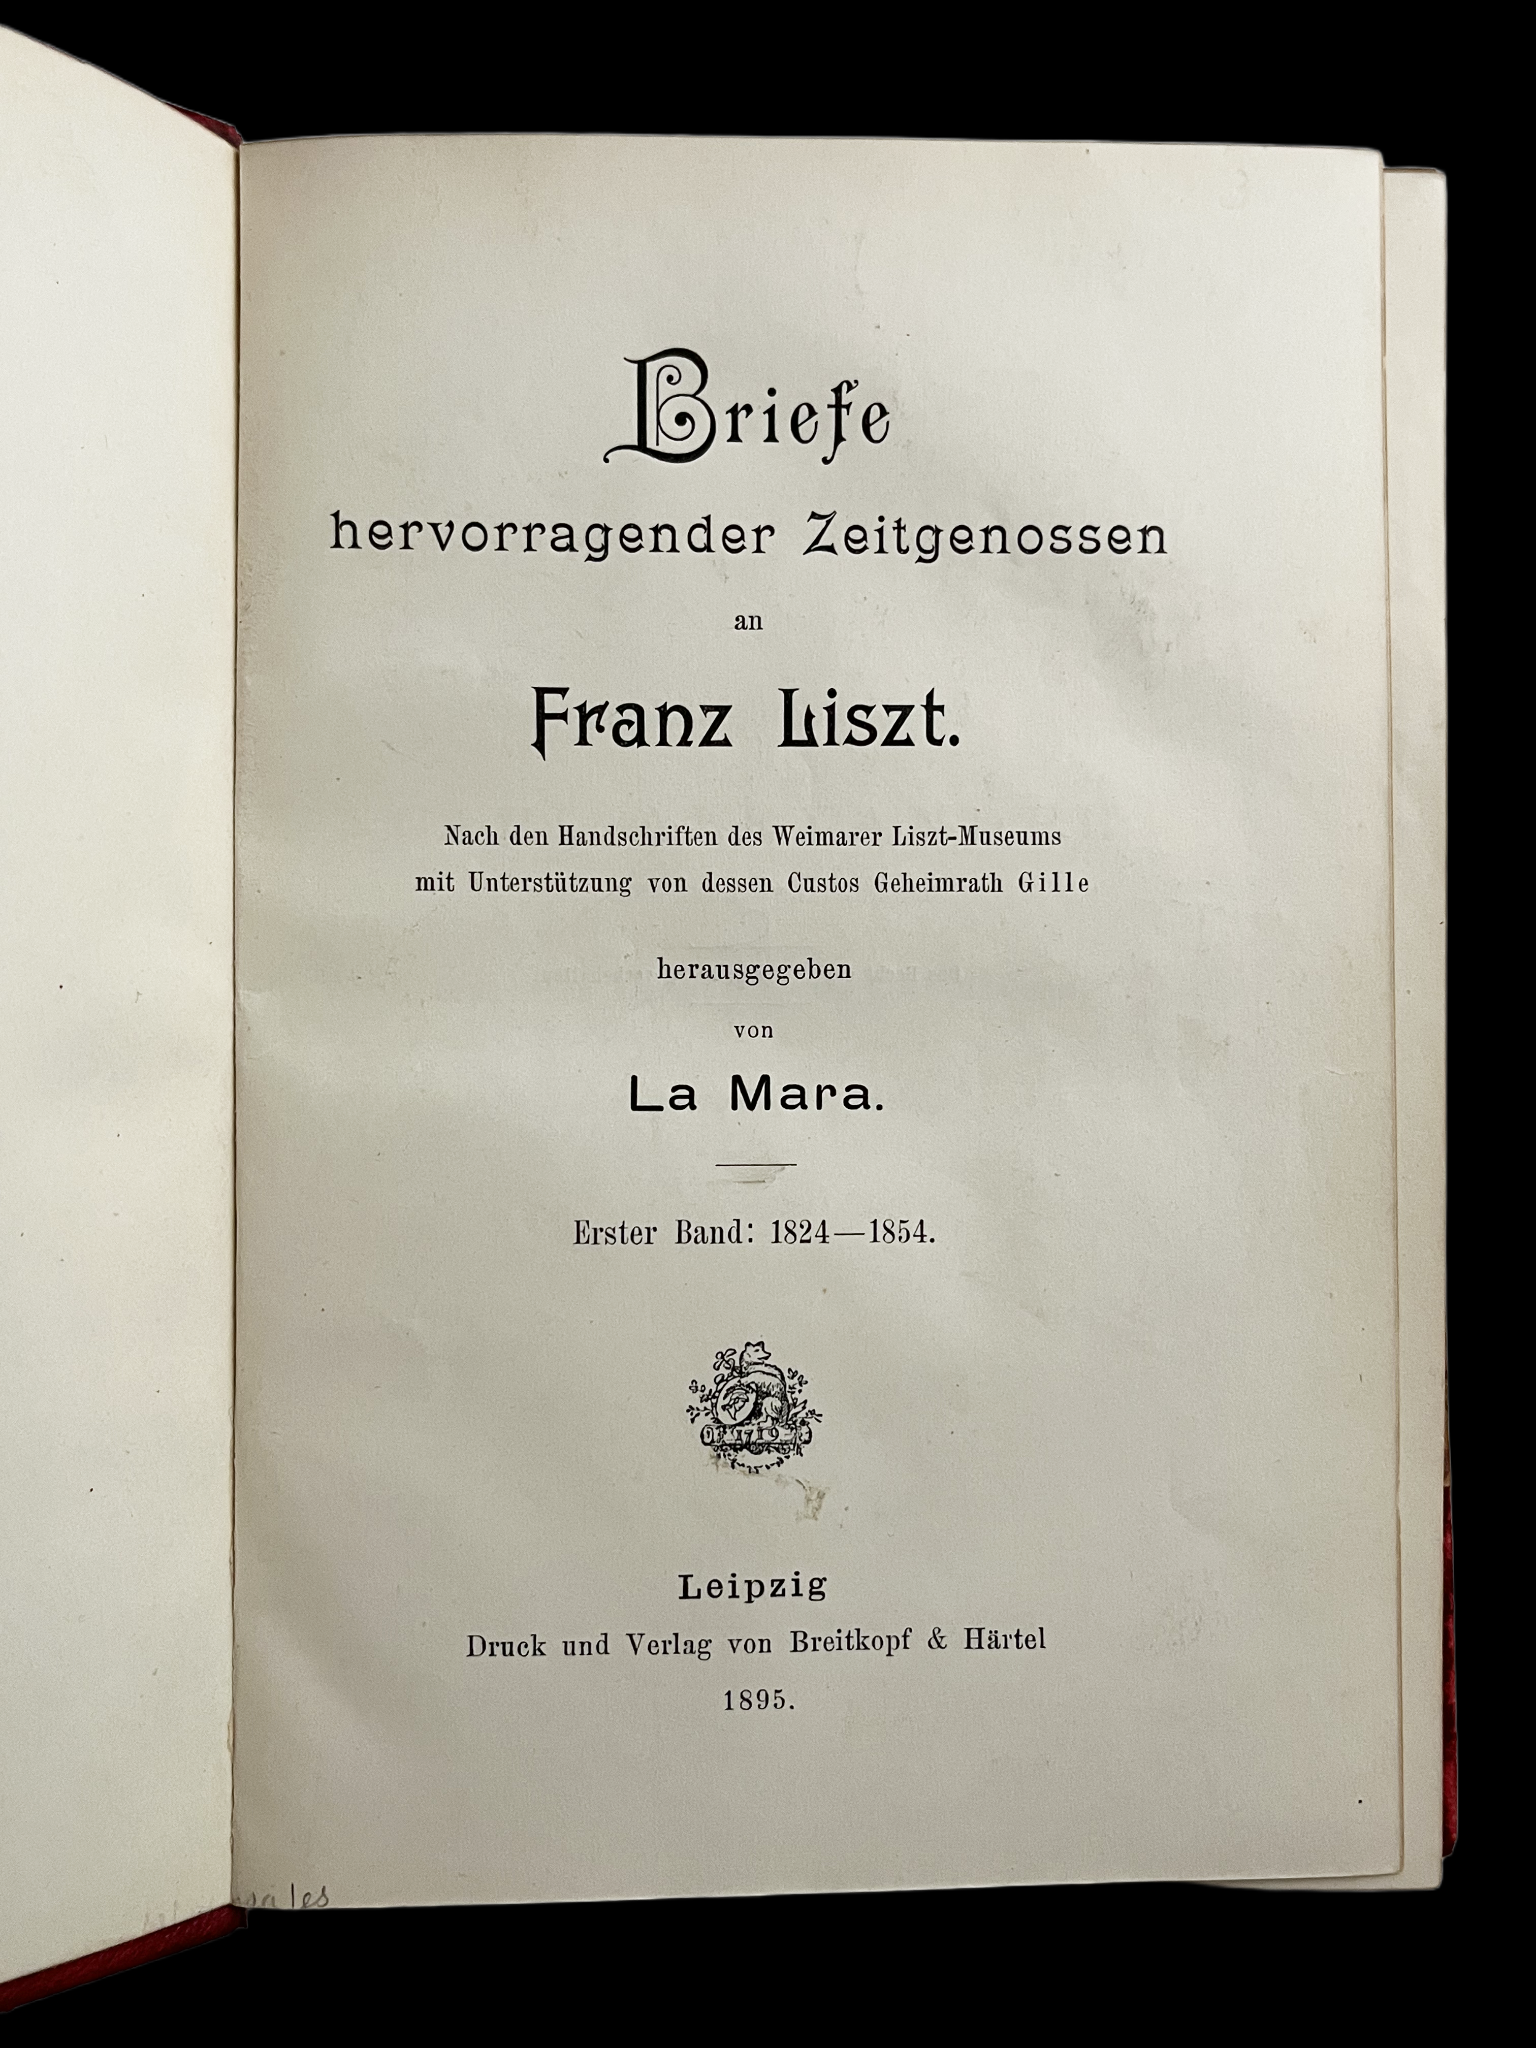 Briefe
hervorragender Zeitgenossen
an
Franz Liszt.
Nach den Handschriften des Weimarer Liszt-Museums
mit Unterstützung von dessen Custos Geheimrath Gille
herausgegeben
von
La Mara.
Erster Band: 1824—1854.
1719
Leipzig
Druck und Verlag von Breitkopf & Härtel
1895.